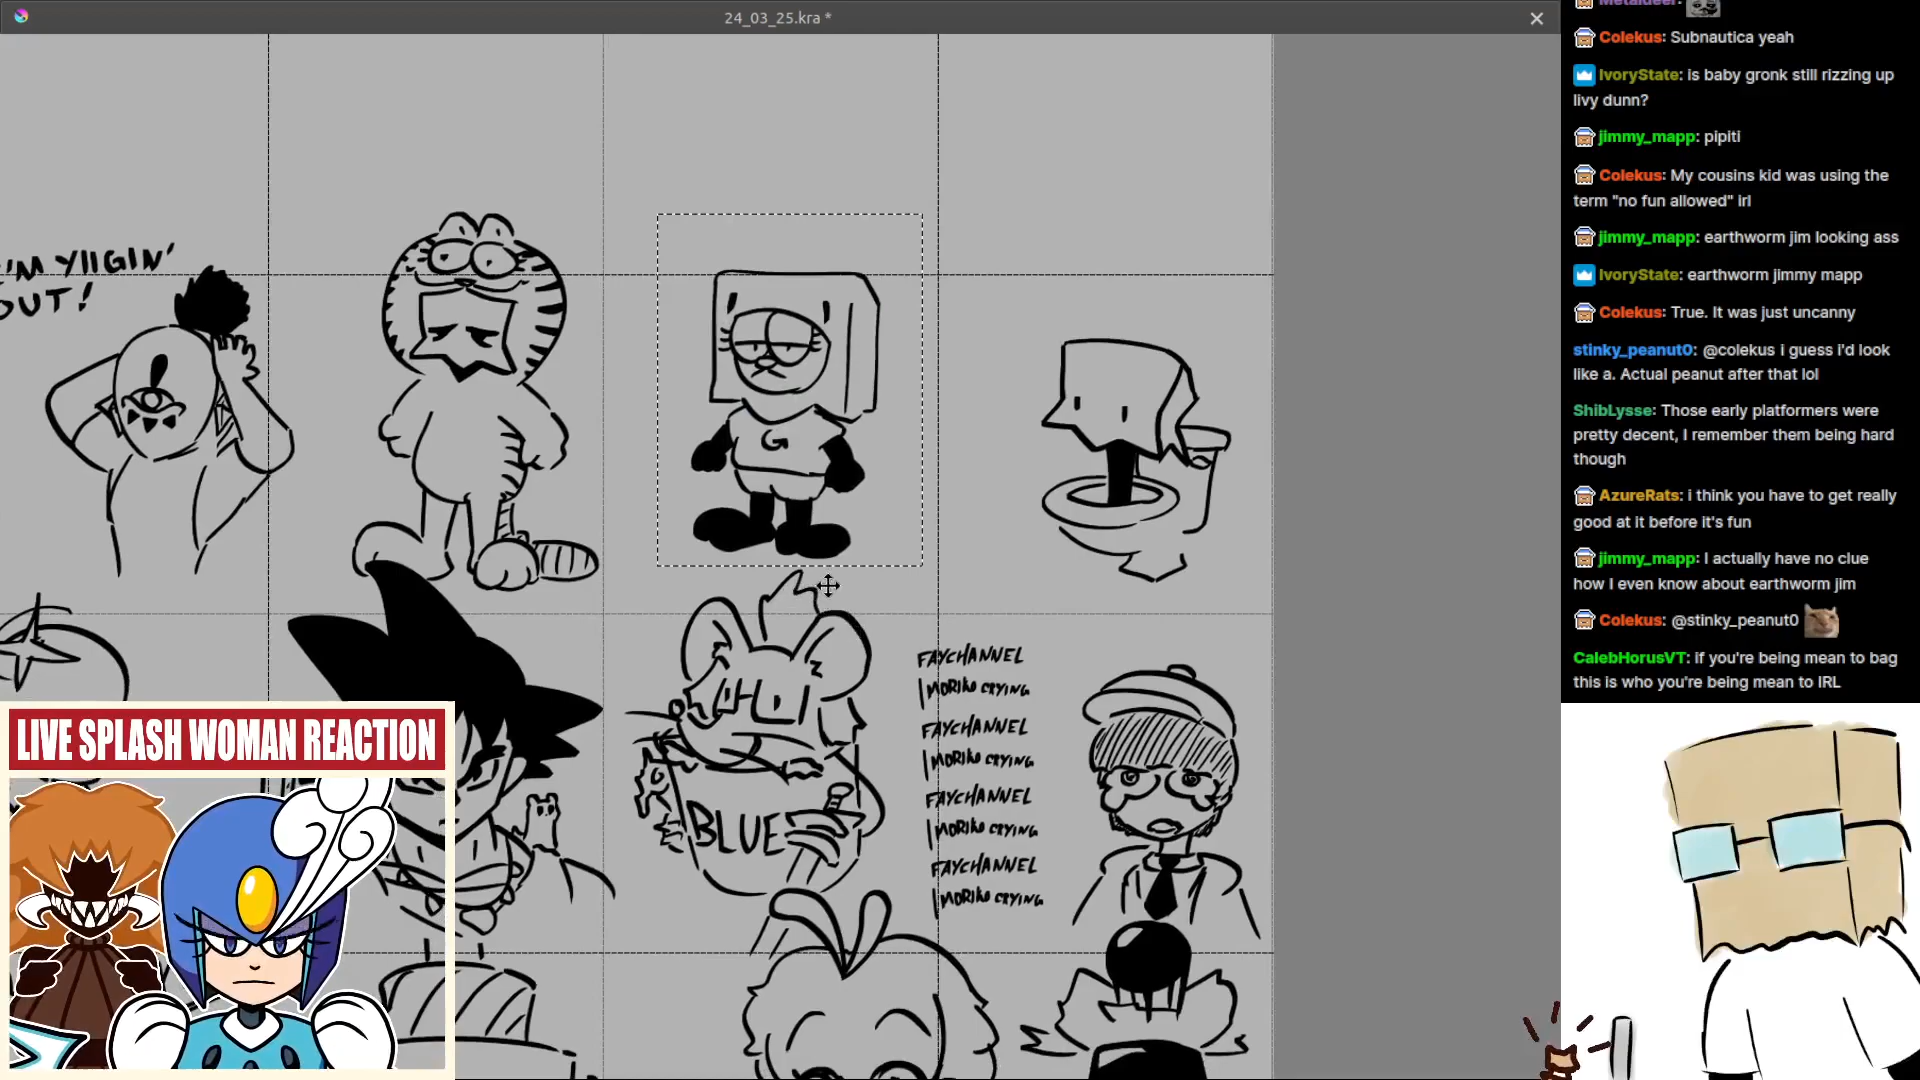 24_03_25.kra *
'M YIIGIN'
OUT!
G
BLUE
FAYCHANNEL
MORIKO CRYING
FAYCHANNEL
MORIKO CRYING
FAYCHANNEL
MORIKO CRYING
FAYCHANNEL
MORIKO CRYING
LIVE SPLASH WOMAN REACTION
Metaldeer:
Colekus: Subnautica yeah
IvoryState: is baby gronk still rizzing up
livy dunn?
jimmy_mapp: pipiti
Colekus: My cousins kid was using the
term "no fun allowed" irl
jimmy_mapp: earthworm jim looking ass
IvoryState: earthworm jimmy mapp
Colekus: True. It was just uncanny
stinky_peanut0: @colekus i guess i'd look
like a. Actual peanut after that lol
ShibLysse: Those early platformers were
pretty decent, I remember them being hard
though
AzureRats: i think you have to get really
good at it before it's fun
jimmy_mapp: I actually have no clue
how I even know about earthworm jim
Colekus: @stinky_peanut0
CalebHorusVT: if you're being mean to bag
this is who you're being mean to IRL